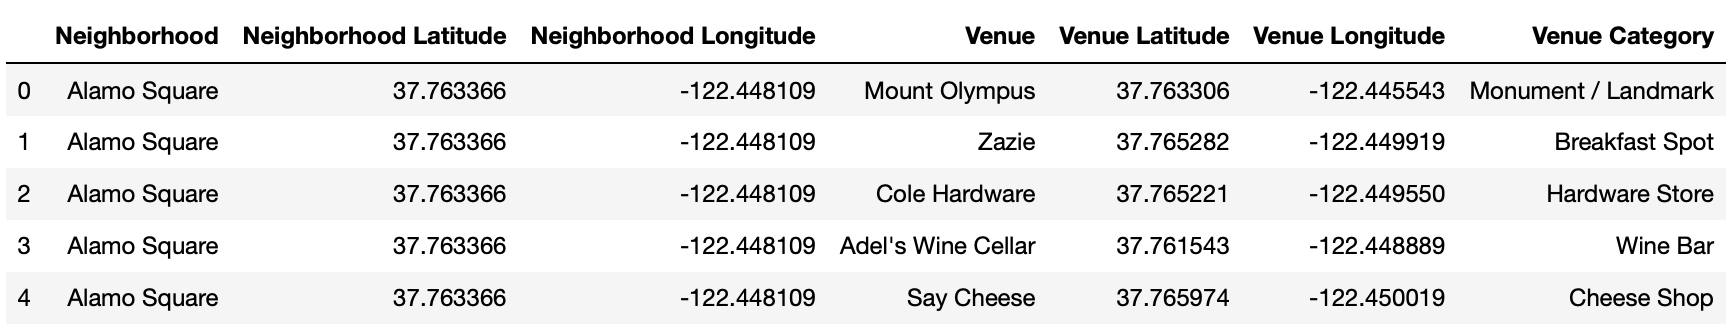 Neighborhood Neighborhood Latitude Neighborhood Longitude Venue Venue Latitude Venue Longitude Venue Category
0 Alamo Square 37.763366 -122.448109 Mount Olympus 37.763306 -122.445543 Monument / Landmark
1 Alamo Square 37.763366 -122.448109 Zazie 37.765282 -122.449919 Breakfast Spot
2 Alamo Square 37.763366 -122.448109 Cole Hardware 37.765221 -122.449550 Hardware Store
3 Alamo Square 37.763366 -122.448109 Adel's Wine Cellar 37.761543 -122.448889 Wine Bar
4 Alamo Square 37.763366 -122.448109 Say Cheese 37.765974 -122.450019 Cheese Shop